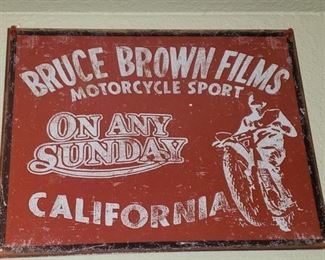 BRUCE BROWN FILMS
MOTORCYCLE SPORT
ON ANY
SUNDAY
CALIFORNIA